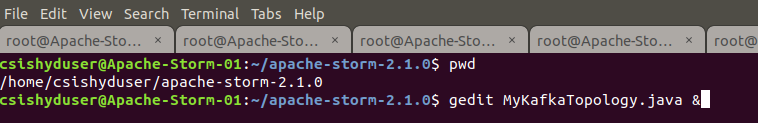 File Edit View Search Terminal Tabs Help
root@Apache-Sto... × root@Apache-Sto... × root@Apache-Sto... × root@Apache-Sto... × root@
csishyduser@Apache-Storm-01:~/apache-storm-2.1.0$ pwd
/home/csishyduser/apache-storm-2.1.0
csishyduser@Apache-Storm-01:~/apache-storm-2.1.0$ gedit MyKafkaTopology.java &